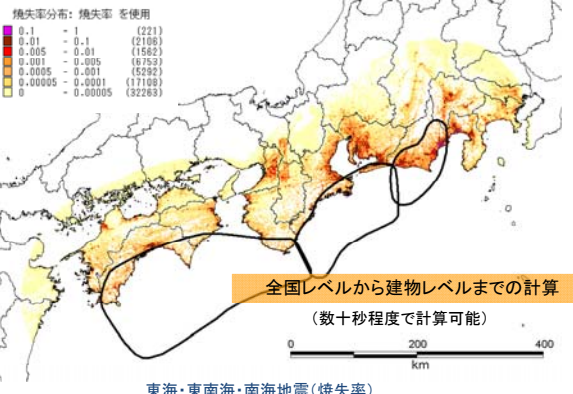 焼失率分布: 焼失率 を使用
0.1 - 1 (221)
0.01 - 0.1 (2106)
0.005 - 0.01 (1562)
0.001 - 0.005 (6753)
0.0005 - 0.001 (5292)
0.00005 - 0.0001 (17108)
0 - 0.00005 (32263)
全国レベルから建物レベルまでの計算
(数十秒程度で計算可能)
0 200 400
km
東海・東南海・南海地震(焼失率)